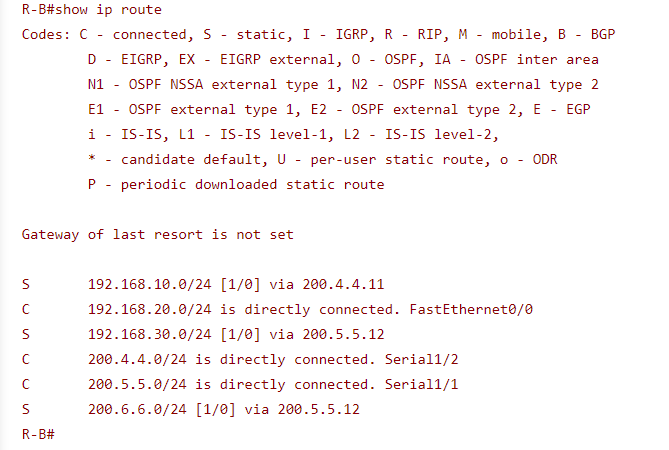 R-B#show ip route
Codes: C - connected, S - static, I - IGRP, R - RIP, M - mobile, B - BGP
D - EIGRP, EX - EIGRP external, O - OSPF, IA - OSPF inter area
N1 - OSPF NSSA external type 1, N2 - OSPF NSSA external type 2
E1 - OSPF external type 1, E2 - OSPF external type 2, E - EGP
i - IS-IS, L1 - IS-IS level-1, L2 - IS-IS level-2,
* - candidate default, U - per-user static route, o - ODR
P - periodic downloaded static route
Gateway of last resort is not set
S 192.168.10.0/24 [1/0] via 200.4.4.11
C 192.168.20.0/24 is directly connected. FastEthernet0/0
S 192.168.30.0/24 [1/0] via 200.5.5.12
C 200.4.4.0/24 is directly connected. Serial1/2
C 200.5.5.0/24 is directly connected. Serial1/1
S 200.6.6.0/24 [1/0] via 200.5.5.12
R-B#